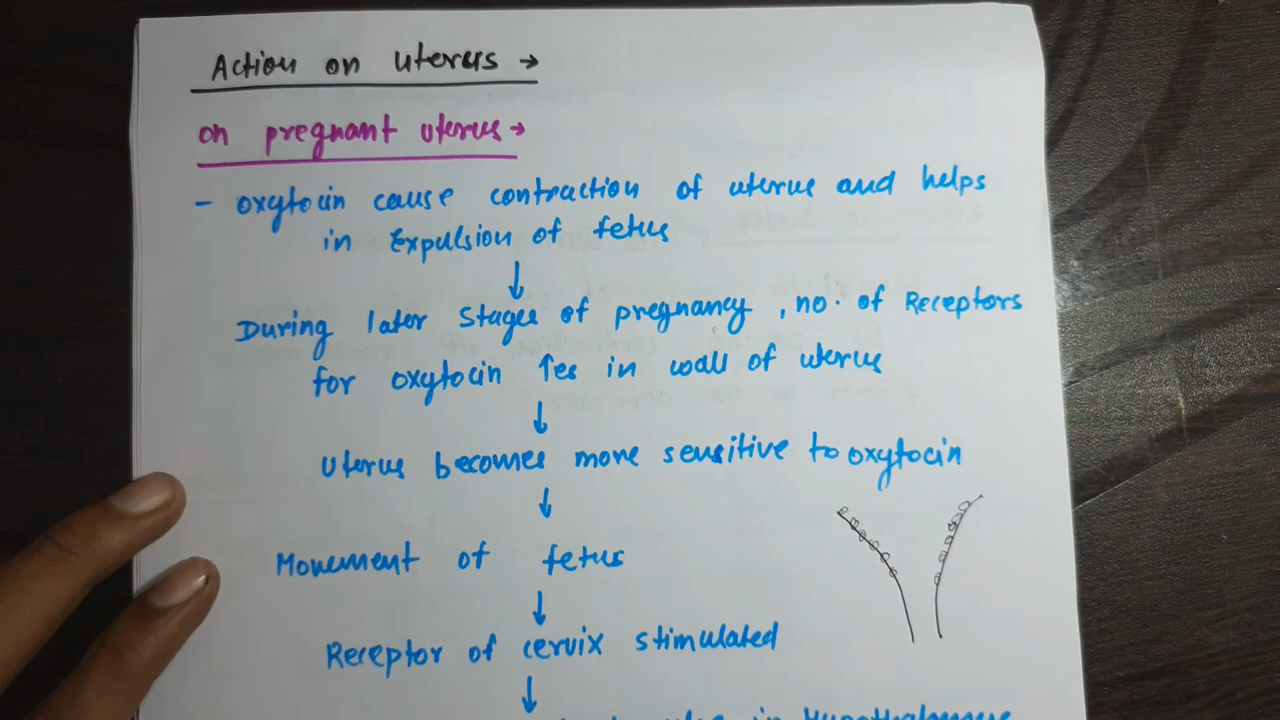 Action on uterus →
on pregnant uterus →
- oxytocin cause contraction of uterus and helps
in Expulsion of fetus
↓
During later stages of pregnancy, no. of Receptors
for oxytocin ↑es in wall of uterus
↓
Uterus becomes more sensitive to oxytocin
↓
Movement of fetus
↓
Receptor of cervix stimulated
↓
in Hypothalamus